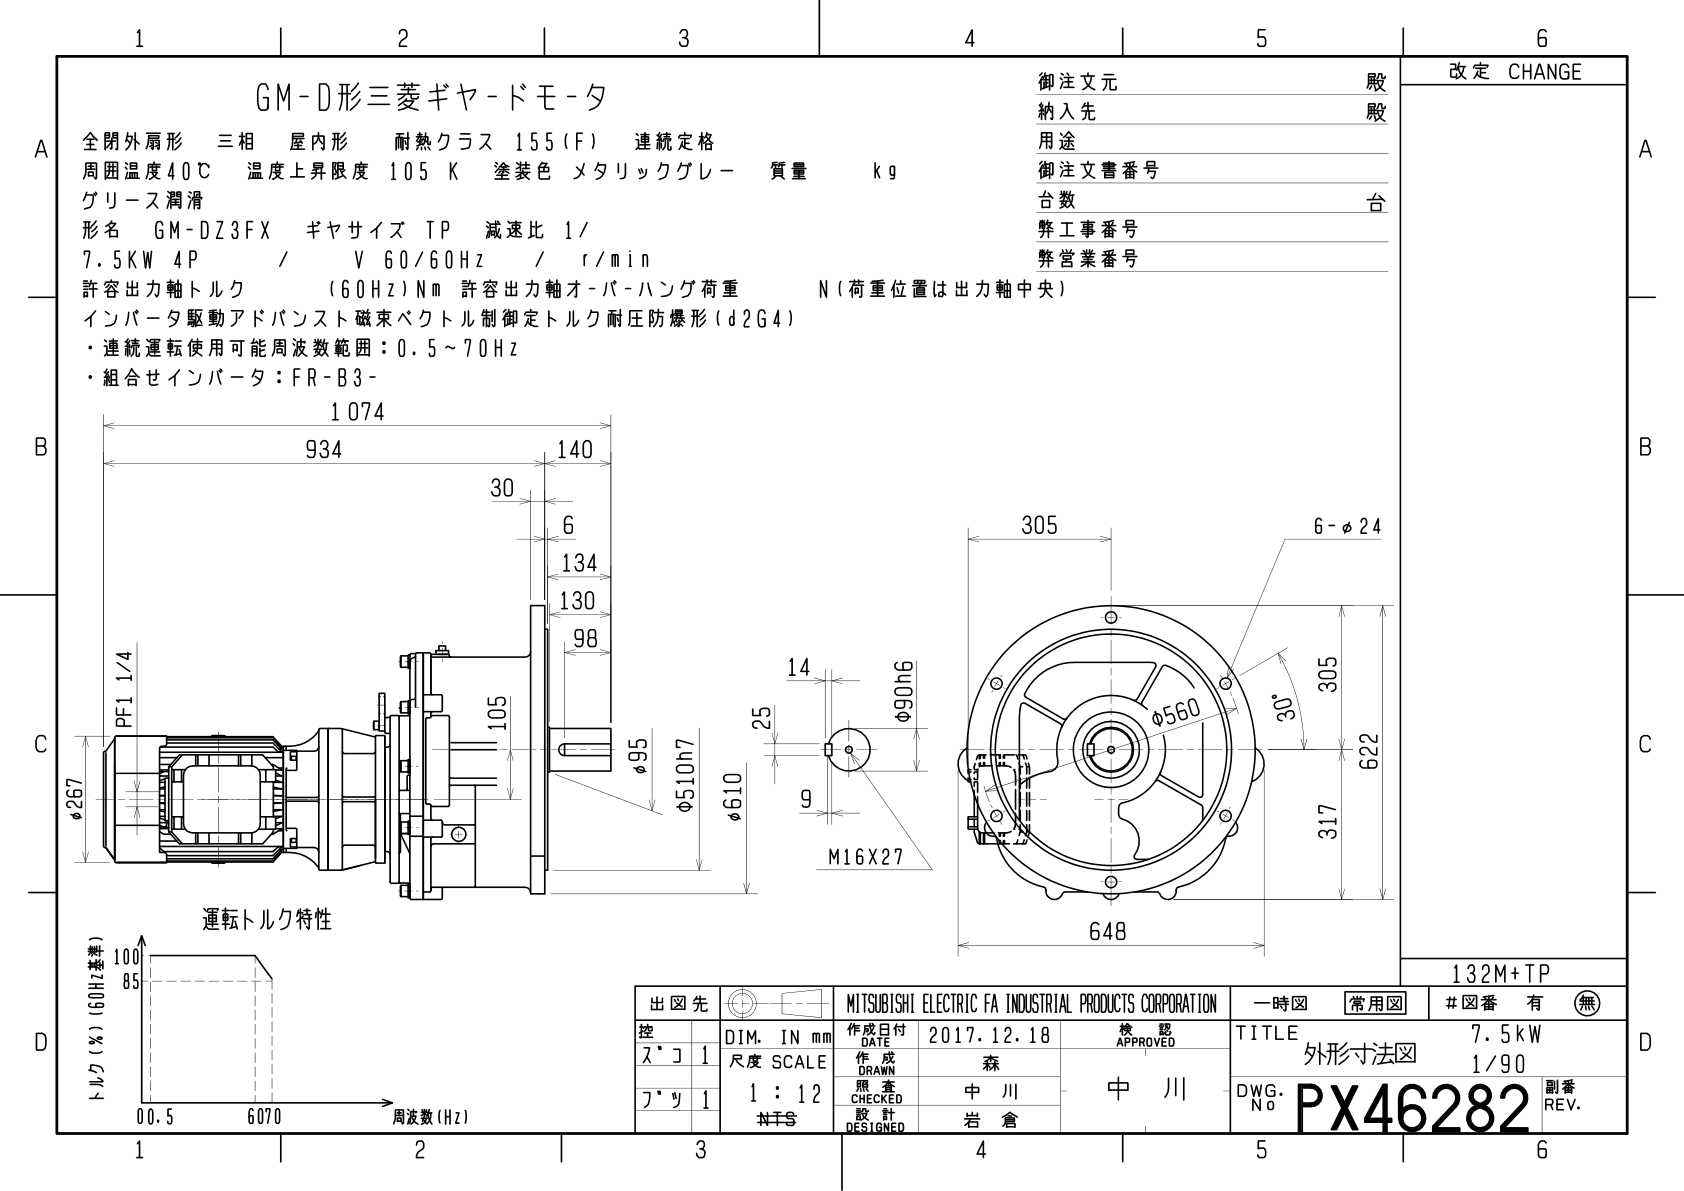 1 2 3 4 5 6
改定 CHANGE
GM-D形三菱ギヤ-ドモ-タ
全閉外扇形 三相 屋内形 耐熱クラス 155(F) 連続定格
周囲温度40℃ 温度上昇限度 105 K 塗装色 メタリックグレー 質量 kg
グリース潤滑
形名 GM-DZ3FX ギヤサイズ TP 減速比 1/
7.5KW 4P / V 60/60Hz / r/min
許容出力軸トルク (60Hz)Nm 許容出力軸オ-バ-ハング荷重 N(荷重位置は出力軸中央)
インバータ駆動アドバンスト磁束ベクトル制御定トルク耐圧防爆形(d2G4)
・連続運転使用可能周波数範囲:0.5~70Hz
・組合せインバータ:FR-B3-
御注文元 殿
納入先 殿
用途
御注文書番号
台数 台
弊工事番号
弊営業番号
A
A
B
B
C
C
D
D
1074
934 140
30
6
134
130
98
PF1 1/4
φ267
105
φ95
φ510h7
φ610
14
25
9
φ90h6
M16X27
305
6-φ24
φ560
30°
305
622
317
648
運転トルク特性
トルク(%)(60Hz基準)
100
85
0 0.5 60 70
周波数(Hz)
132M+TP
出図先
控
ズコ 1
ブツ 1
MITSUBISHI ELECTRIC FA INDUSTRIAL PRODUCTS CORPORATION
一時図 常用図 #図番 有 無
DIM. IN mm
尺度 SCALE
1 : 12
NTS
作成日付 DATE 2017.12.18
作成 DRAWN 森
照査 CHECKED 中川
設計 DESIGNED 岩倉
検認 APPROVED
中川
TITLE 7.5kW
外形寸法図 1/90
DWG. No PX46282
副番 REV.
1 2 3 4 5 6